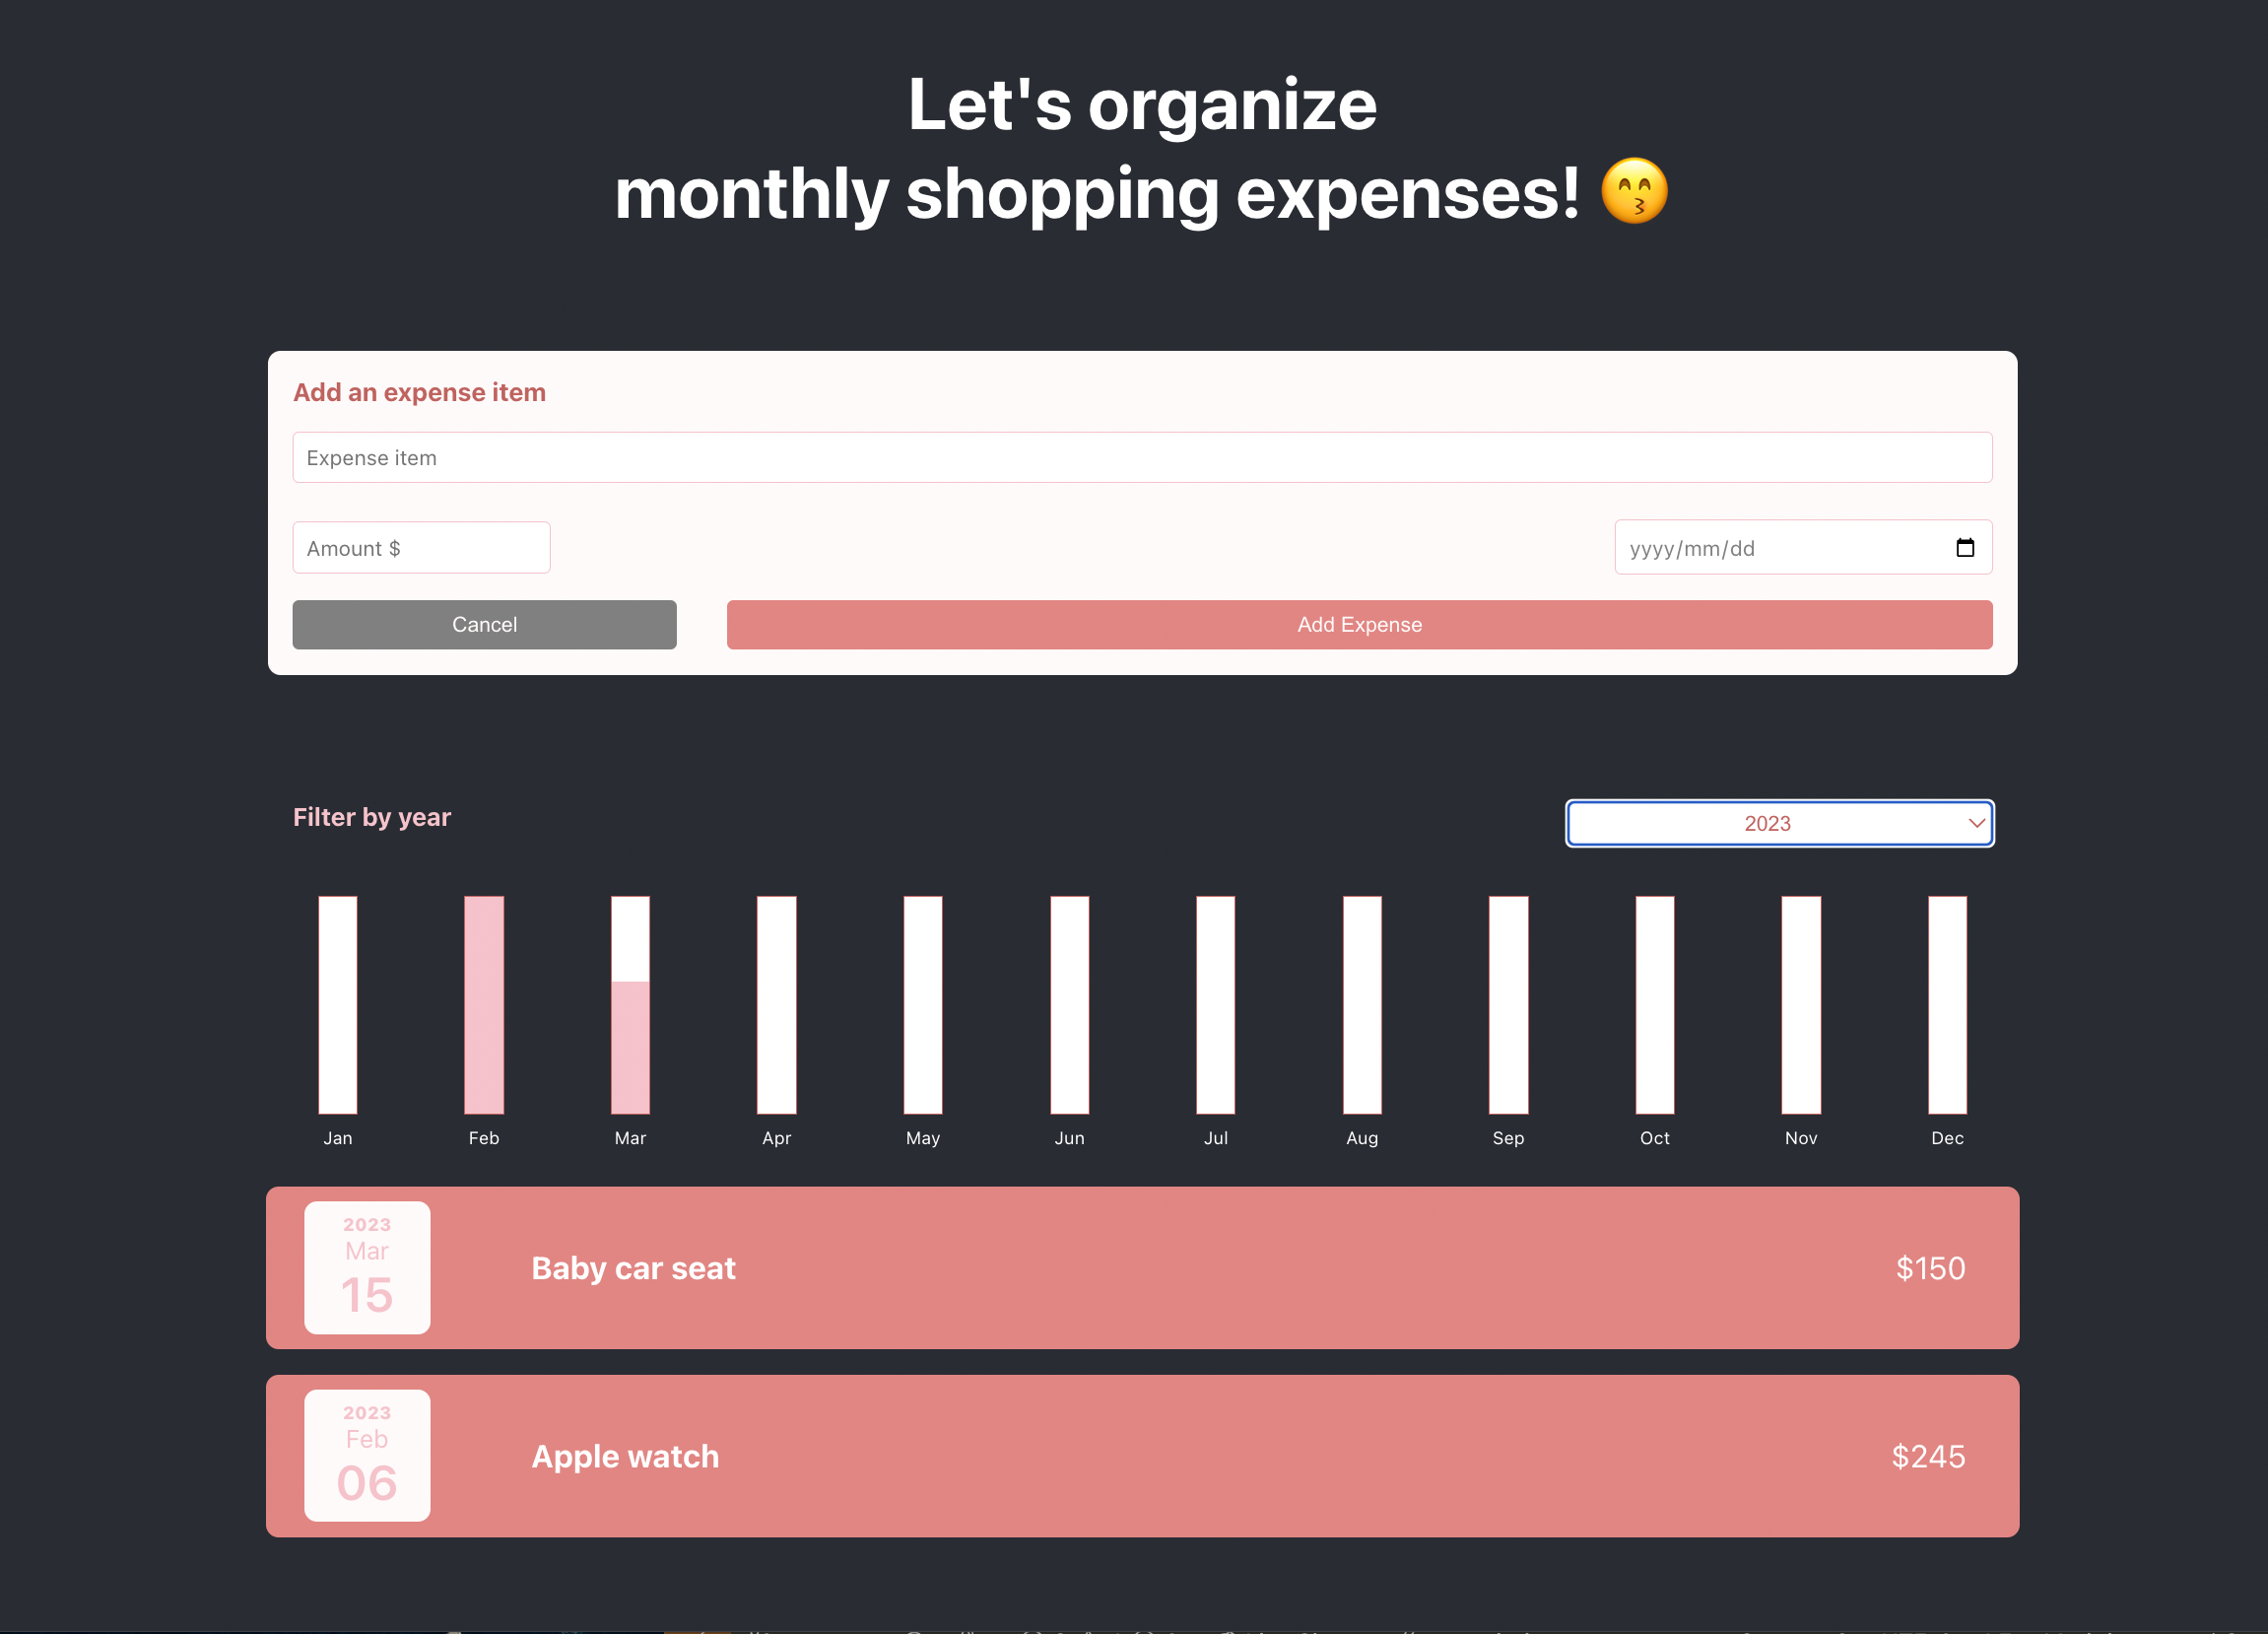 Let's organize
monthly shopping expenses! 😙
Add an expense item
Expense item
Amount $
yyyy/mm/dd
Cancel
Add Expense
Filter by year
2023
Jan Feb Mar Apr May Jun Jul Aug Sep Oct Nov Dec
2023
Mar
15
Baby car seat
$150
2023
Feb
06
Apple watch
$245